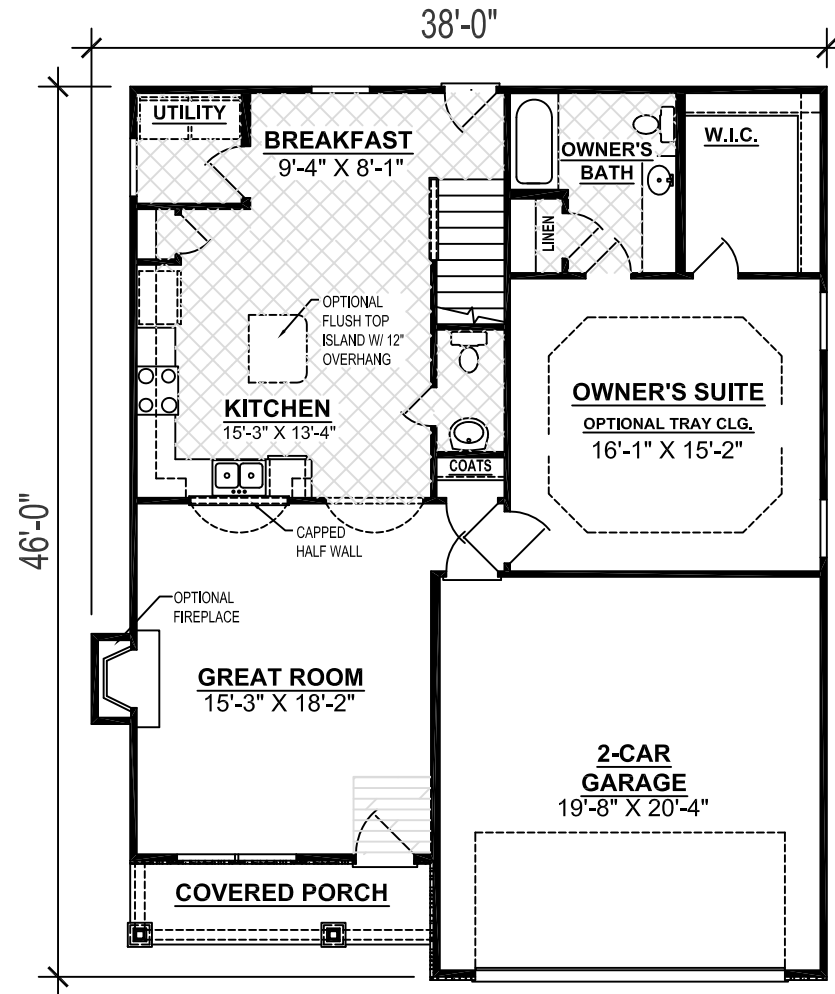 38'-0"
UTILITY
BREAKFAST
9'-4" X 8'-1"
OWNER'S
BATH
W.I.C.
LINEN
OPTIONAL
FLUSH TOP
ISLAND W/ 12"
OVERHANG
KITCHEN
15'-3" X 13'-4"
OWNER'S SUITE
OPTIONAL TRAY CLG.
16'-1" X 15'-2"
COATS
46'-0"
CAPPED
HALF WALL
OPTIONAL
FIREPLACE
GREAT ROOM
15'-3" X 18'-2"
2-CAR
GARAGE
19'-8" X 20'-4"
COVERED PORCH